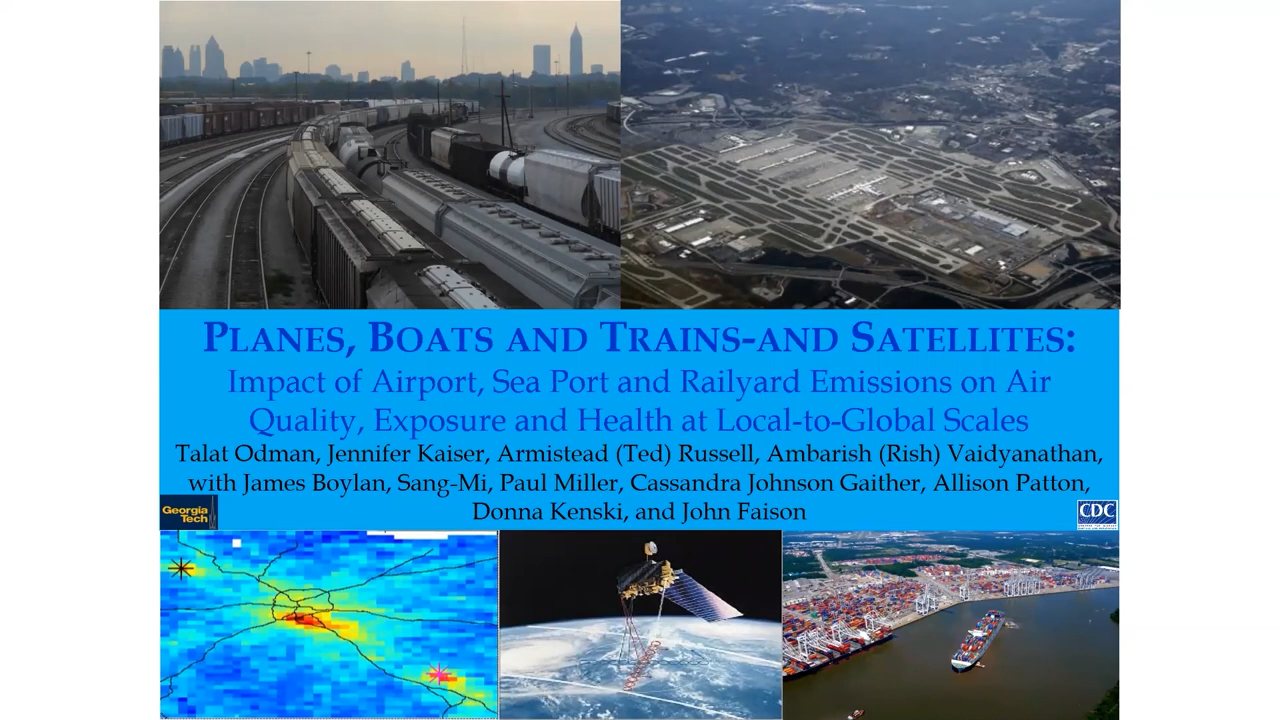 PLANES, BOATS AND TRAINS-AND SATELLITES:
Impact of Airport, Sea Port and Railyard Emissions on Air
Quality, Exposure and Health at Local-to-Global Scales
Talat Odman, Jennifer Kaiser, Armistead (Ted) Russell, Ambarish (Rish) Vaidyanathan,
with James Boylan, Sang-Mi, Paul Miller, Cassandra Johnson Gaither, Allison Patton,
Donna Kenski, and John Faison
Georgia
Tech
CDC